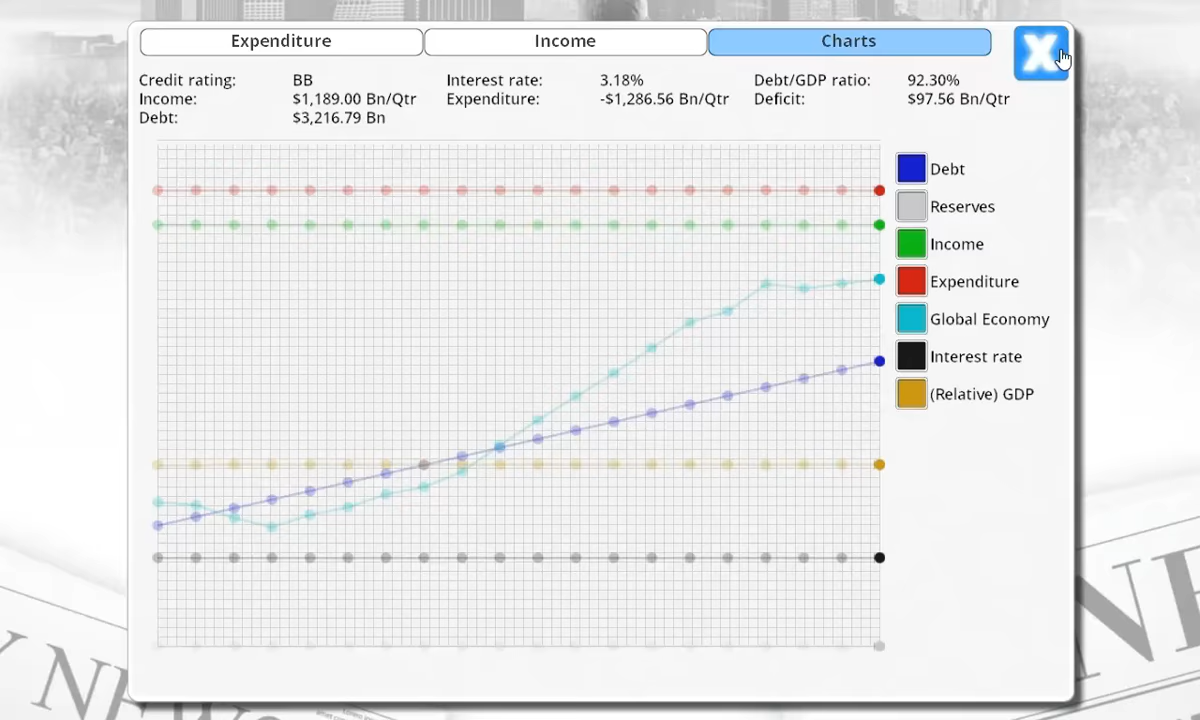 Expenditure Income Charts X
Credit rating: BB Interest rate: 3.18% Debt/GDP ratio: 92.30%
Income: $1,189.00 Bn/Qtr Expenditure: -$1,286.56 Bn/Qtr Deficit: $97.56 Bn/Qtr
Debt: $3,216.79 Bn
Debt
Reserves
Income
Expenditure
Global Economy
Interest rate
(Relative) GDP
NEWS